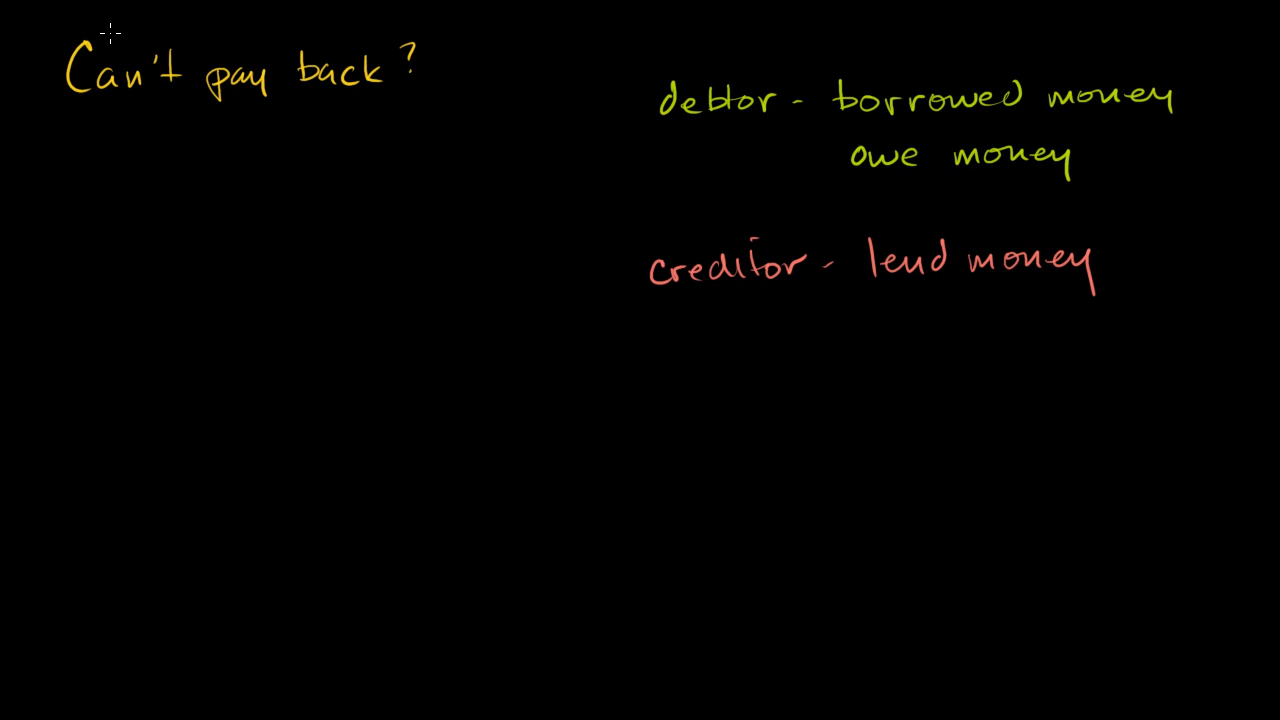 Can't pay back?
debtor - borrowed money
owe money
creditor - lend money